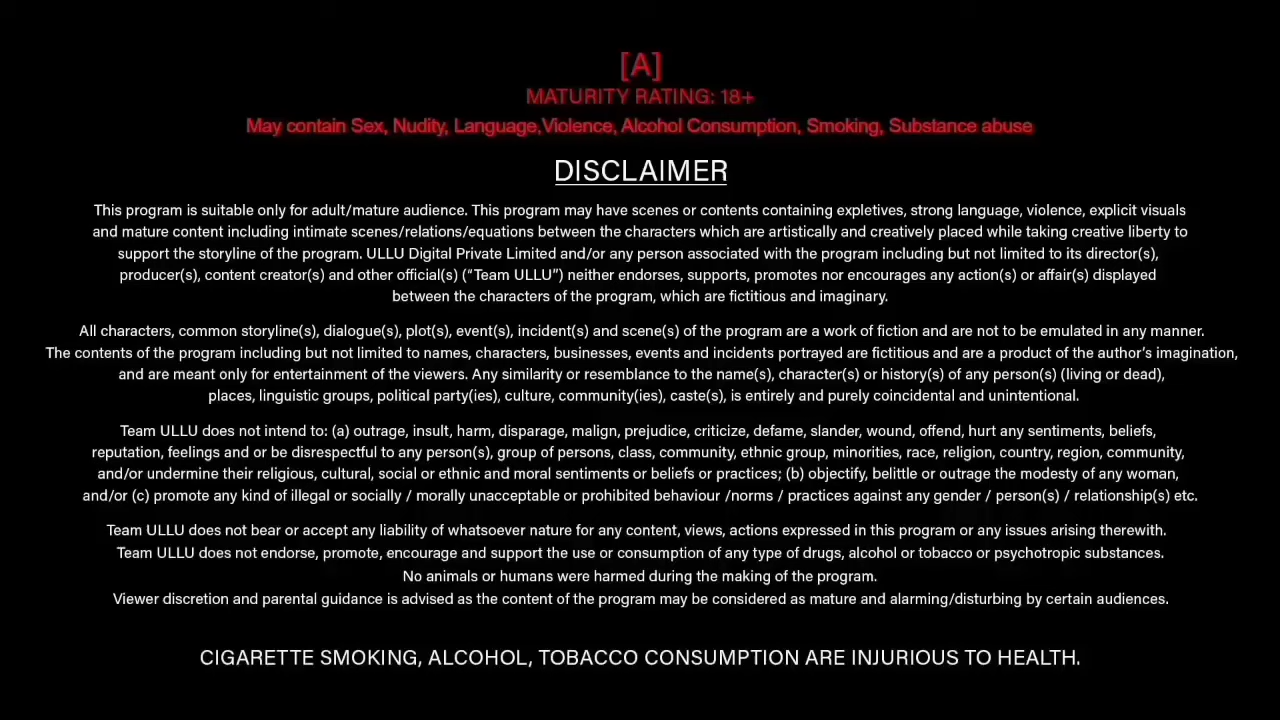 [A]
MATURITY RATING: 18+
May contain Sex, Nudity, Language,Violence, Alcohol Consumption, Smoking, Substance abuse
DISCLAIMER
This program is suitable only for adult/mature audience. This program may have scenes or contents containing expletives, strong language, violence, explicit visuals
and mature content including intimate scenes/relations/equations between the characters which are artistically and creatively placed while taking creative liberty to
support the storyline of the program. ULLU Digital Private Limited and/or any person associated with the program including but not limited to its director(s),
producer(s), content creator(s) and other official(s) (“Team ULLU”) neither endorses, supports, promotes nor encourages any action(s) or affair(s) displayed
between the characters of the program, which are fictitious and imaginary.
All characters, common storyline(s), dialogue(s), plot(s), event(s), incident(s) and scene(s) of the program are a work of fiction and are not to be emulated in any manner.
The contents of the program including but not limited to names, characters, businesses, events and incidents portrayed are fictitious and are a product of the author’s imagination,
and are meant only for entertainment of the viewers. Any similarity or resemblance to the name(s), character(s) or history(s) of any person(s) (living or dead),
places, linguistic groups, political party(ies), culture, community(ies), caste(s), is entirely and purely coincidental and unintentional.
Team ULLU does not intend to: (a) outrage, insult, harm, disparage, malign, prejudice, criticize, defame, slander, wound, offend, hurt any sentiments, beliefs,
reputation, feelings and or be disrespectful to any person(s), group of persons, class, community, ethnic group, minorities, race, religion, country, region, community,
and/or undermine their religious, cultural, social or ethnic and moral sentiments or beliefs or practices; (b) objectify, belittle or outrage the modesty of any woman,
and/or (c) promote any kind of illegal or socially / morally unacceptable or prohibited behaviour /norms / practices against any gender / person(s) / relationship(s) etc.
Team ULLU does not bear or accept any liability of whatsoever nature for any content, views, actions expressed in this program or any issues arising therewith.
Team ULLU does not endorse, promote, encourage and support the use or consumption of any type of drugs, alcohol or tobacco or psychotropic substances.
No animals or humans were harmed during the making of the program.
Viewer discretion and parental guidance is advised as the content of the program may be considered as mature and alarming/disturbing by certain audiences.
CIGARETTE SMOKING, ALCOHOL, TOBACCO CONSUMPTION ARE INJURIOUS TO HEALTH.